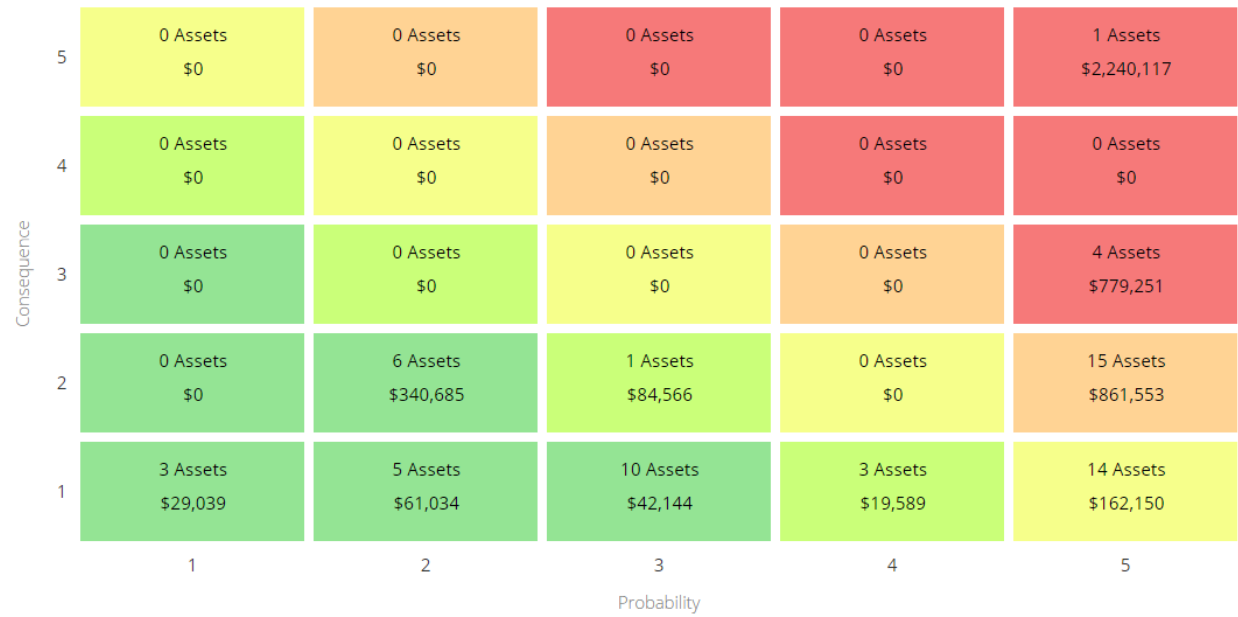 0 Assets 0 Assets 0 Assets 0 Assets 1 Assets
5
$0 $0 $0 $0 $2,240,117
0 Assets 0 Assets 0 Assets 0 Assets 0 Assets
4
$0 $0 $0 $0 $0
Consequence
0 Assets 0 Assets 0 Assets 0 Assets 4 Assets
3
$0 $0 $0 $0 $779,251
0 Assets 6 Assets 1 Assets 0 Assets 15 Assets
2
$0 $340,685 $84,566 $0 $861,553
3 Assets 5 Assets 10 Assets 3 Assets 14 Assets
1
$29,039 $61,034 $42,144 $19,589 $162,150
1 2 3 4 5
Probability